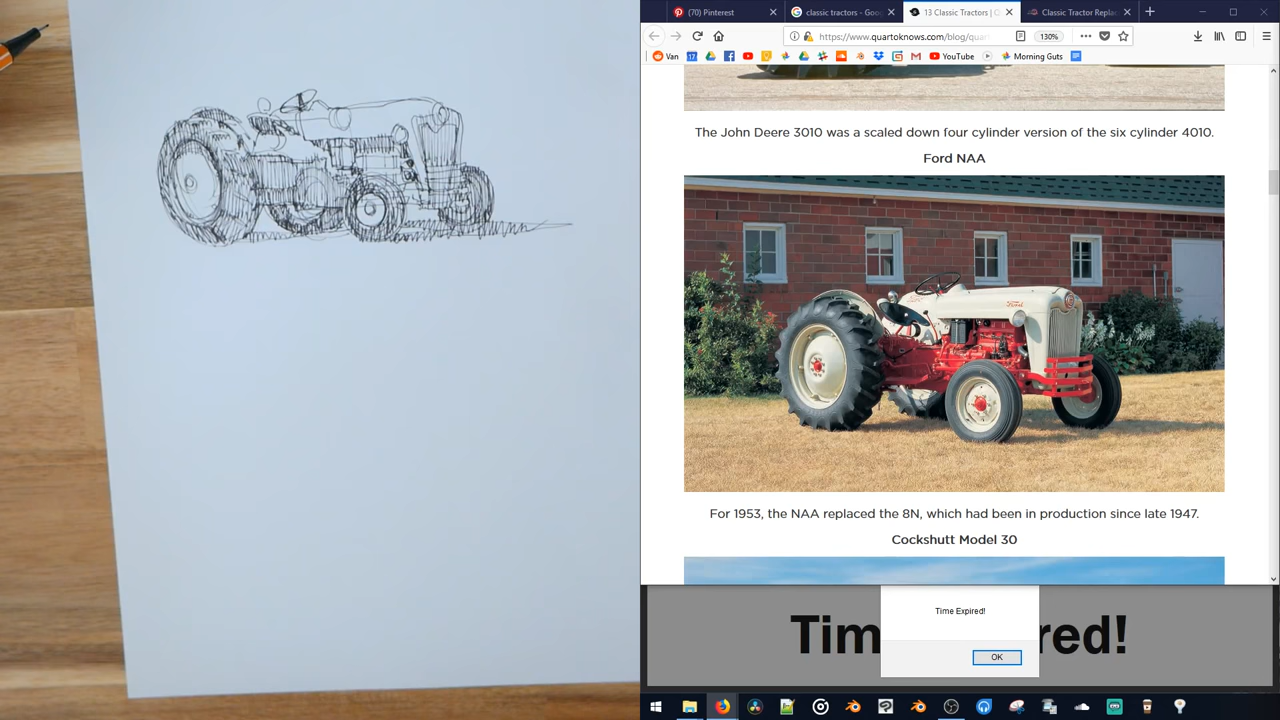 (70) Pinterest
classic tractors - Goo
13 Classic Tractors | Q
Classic Tractor Repla
https://www.quartoknows.com/blog/quar
130%
Van
17
YouTube
Morning Guts
The John Deere 3010 was a scaled down four cylinder version of the six cylinder 4010.
Ford NAA
Ford
For 1953, the NAA replaced the 8N, which had been in production since late 1947.
Cockshutt Model 30
Time Expired!
Tim red!
OK